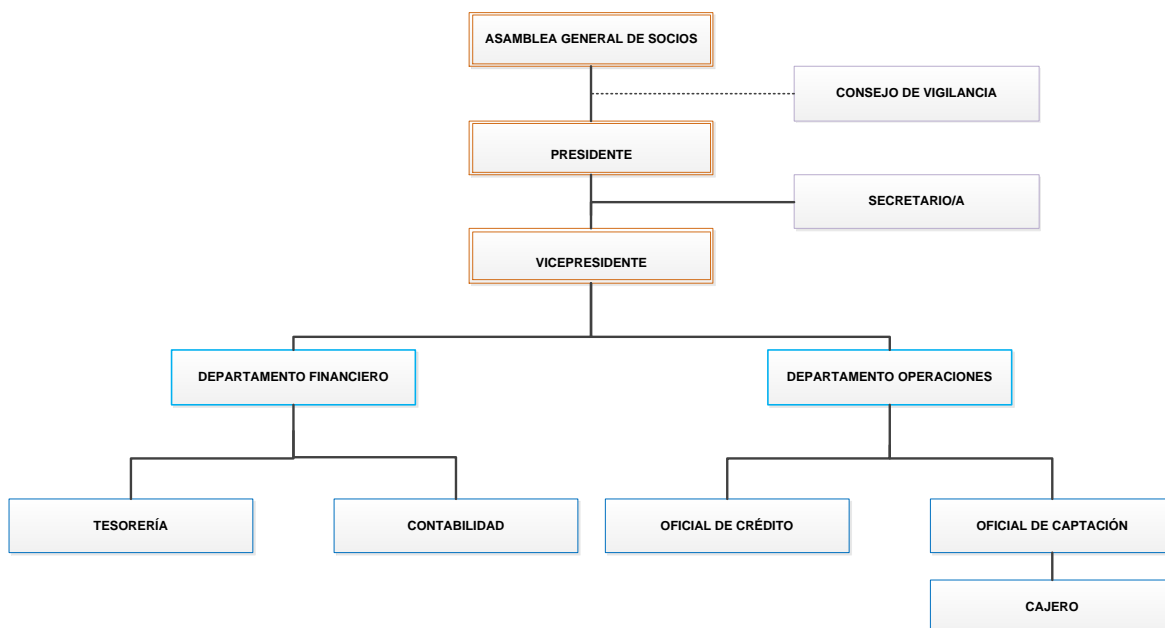 ASAMBLEA GENERAL DE SOCIOS
CONSEJO DE VIGILANCIA
PRESIDENTE
SECRETARIO/A
VICEPRESIDENTE
DEPARTAMENTO FINANCIERO
DEPARTAMENTO OPERACIONES
TESORERÍA
CONTABILIDAD
OFICIAL DE CRÉDITO
OFICIAL DE CAPTACIÓN
CAJERO